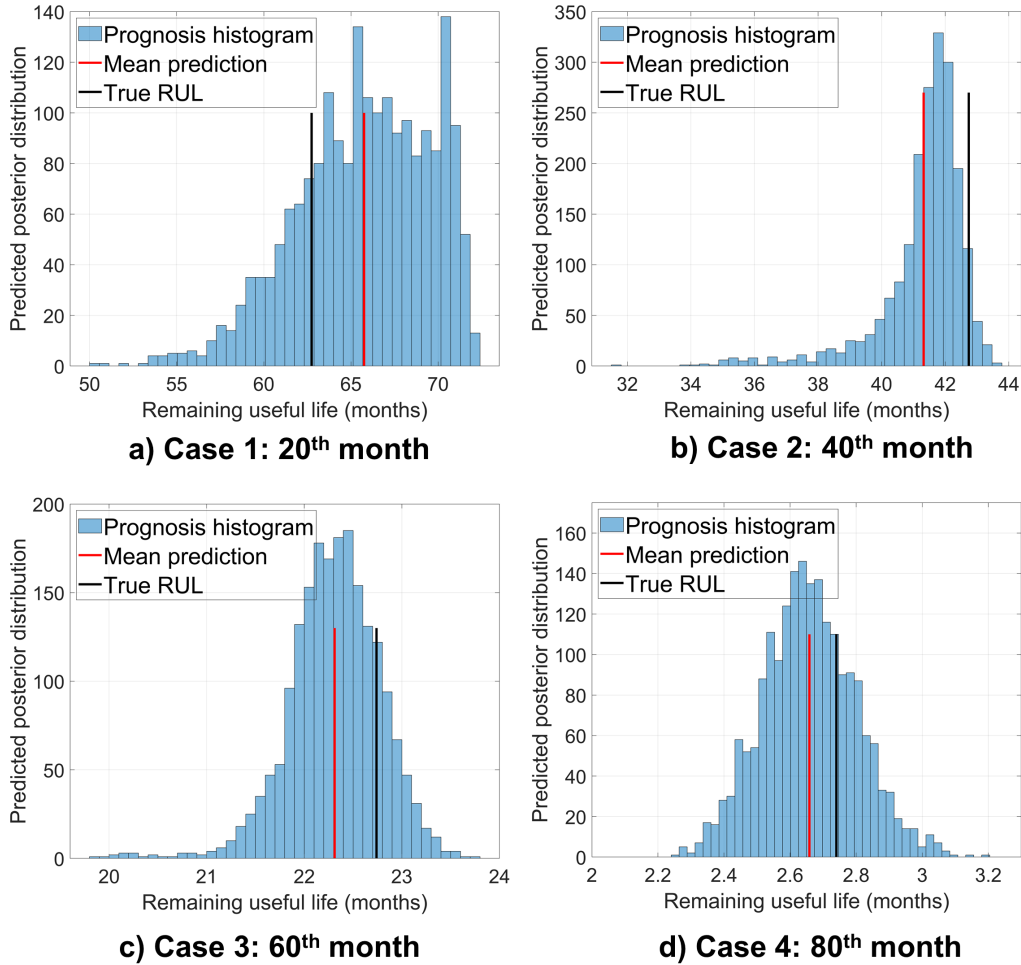 140
120
100
80
60
40
20
0
Predicted posterior distribution
Prognosis histogram
Mean prediction
True RUL
50
55
60
65
70
Remaining useful life (months)
a) Case 1: 20th month
350
300
250
200
150
100
50
0
Predicted posterior distribution
Prognosis histogram
Mean prediction
True RUL
32
34
36
38
40
42
44
Remaining useful life (months)
b) Case 2: 40th month
200
150
100
50
0
Predicted posterior distribution
Prognosis histogram
Mean prediction
True RUL
20
21
22
23
24
Remaining useful life (months)
c) Case 3: 60th month
160
140
120
100
80
60
40
20
0
Predicted posterior distribution
Prognosis histogram
Mean prediction
True RUL
2
2.2
2.4
2.6
2.8
3
3.2
Remaining useful life (months)
d) Case 4: 80th month